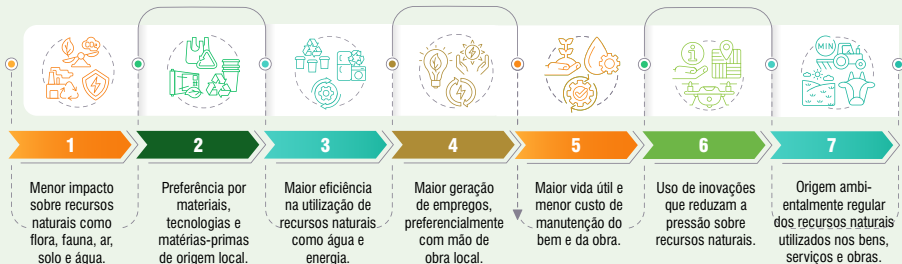 MIN
1
Menor impacto
sobre recursos
naturais como
flora, fauna, ar,
solo e água.
2
Preferência por
materiais,
tecnologias e
matérias-primas
de origem local.
3
Maior eficiência
na utilização de
recursos naturais
como água e
energia.
4
Maior geração
de empregos,
preferencialmente
com mão de
obra local.
5
Maior vida útil e
menor custo de
manutenção do
bem e da obra.
6
Uso de inovações
que reduzam a
pressão sobre
recursos naturais.
7
Origem ambi-
entalmente regular
dos recursos naturais
utilizados nos bens,
serviços e obras.